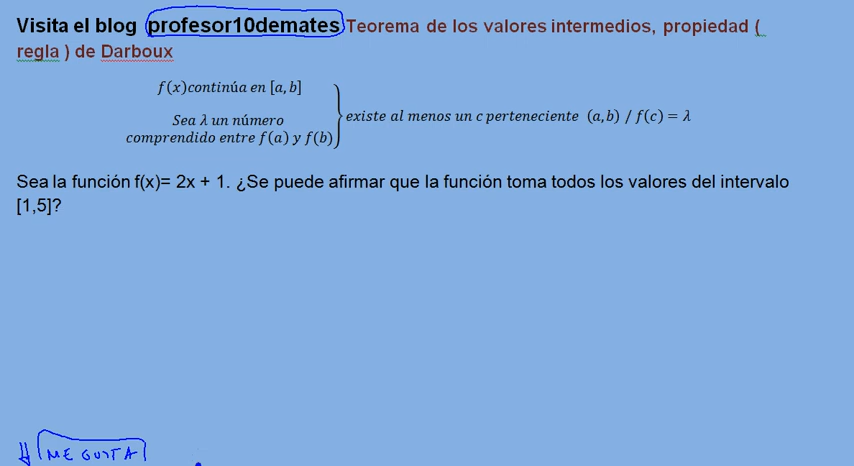 Visita el blog profesor10demates Teorema de los valores intermedios, propiedad (
regla ) de Darboux
f(x)continúa en [a,b]
Sea λ un número
comprendido entre f(a) y f(b)
existe al menos un c perteneciente (a,b) / f(c) = λ
Sea la función f(x)= 2x + 1. ¿Se puede afirmar que la función toma todos los valores del intervalo
[1,5]?
ME GUSTA